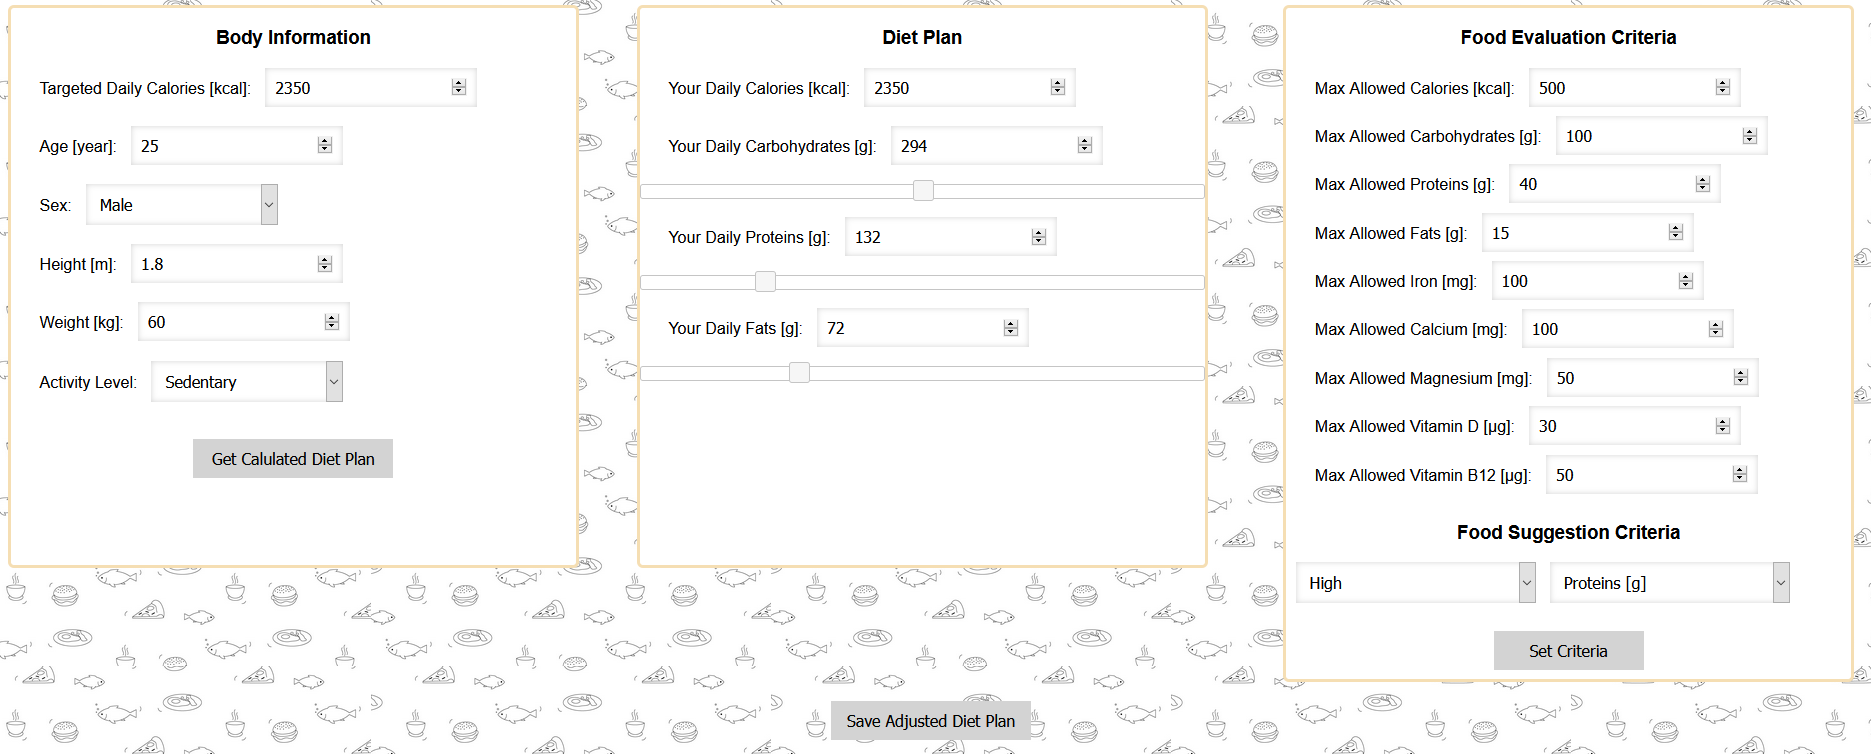 Body Information
Targeted Daily Calories [kcal]: 2350
Age [year]: 25
Sex: Male
Height [m]: 1.8
Weight [kg]: 60
Activity Level: Sedentary
Get Calulated Diet Plan
Diet Plan
Your Daily Calories [kcal]: 2350
Your Daily Carbohydrates [g]: 294
Your Daily Proteins [g]: 132
Your Daily Fats [g]: 72
Save Adjusted Diet Plan
Food Evaluation Criteria
Max Allowed Calories [kcal]: 500
Max Allowed Carbohydrates [g]: 100
Max Allowed Proteins [g]: 40
Max Allowed Fats [g]: 15
Max Allowed Iron [mg]: 100
Max Allowed Calcium [mg]: 100
Max Allowed Magnesium [mg]: 50
Max Allowed Vitamin D [µg]: 30
Max Allowed Vitamin B12 [µg]: 50
Food Suggestion Criteria
High Proteins [g]
Set Criteria